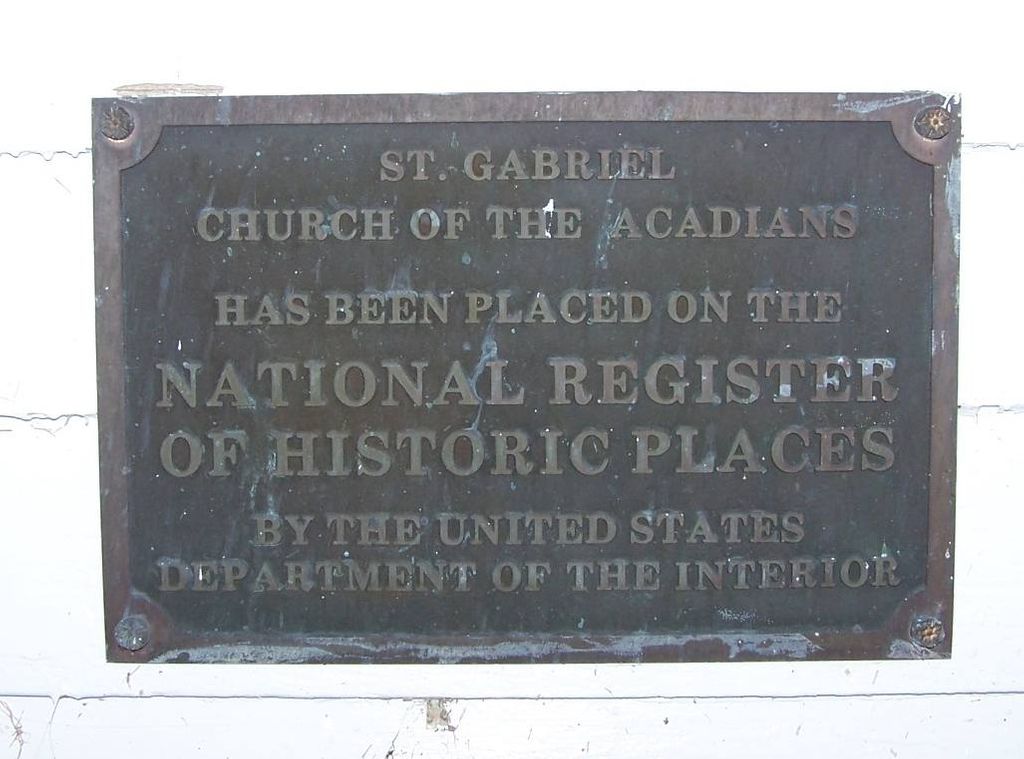 ST. GABRIEL
CHURCH OF THE ACADIANS
HAS BEEN PLACED ON THE
NATIONAL REGISTER
OF HISTORIC PLACES
BY THE UNITED STATES
DEPARTMENT OF THE INTERIOR